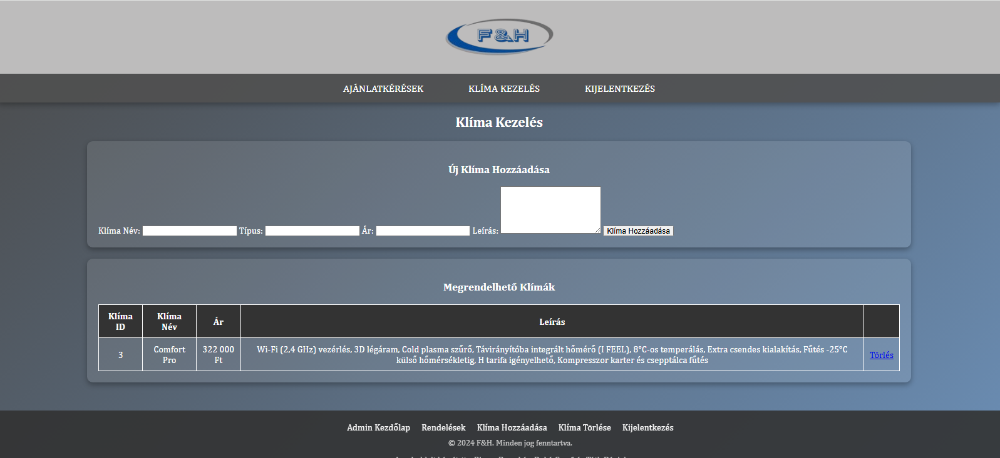 F&H
AJÁNLATKÉRÉSEK KLÍMA KEZELÉS KIJELENTKEZÉS
Klíma Kezelés
Új Klíma Hozzáadása
Klíma Név: Típus: Ár: Leírás: Klíma Hozzáadása
Megrendelhető Klímák
Klíma ID Klíma Név Ár Leírás
3 Comfort Pro 322 000 Ft Wi-Fi (2,4 GHz) vezérlés, 3D légáram, Cold plasma szűrő, Távirányítóba integrált hőmérő (I FEEL), 8°C-os temperálás, Extra csendes kialakítás, Fűtés -25°C
külső hőmérsékletig, H tarifa igényelhető, Kompresszor karter és csepptálca fűtés Törlés
Admin Kezdőlap Rendelések Klíma Hozzáadása Klíma Törlése Kijelentkezés
© 2024 F&H. Minden jog fenntartva.